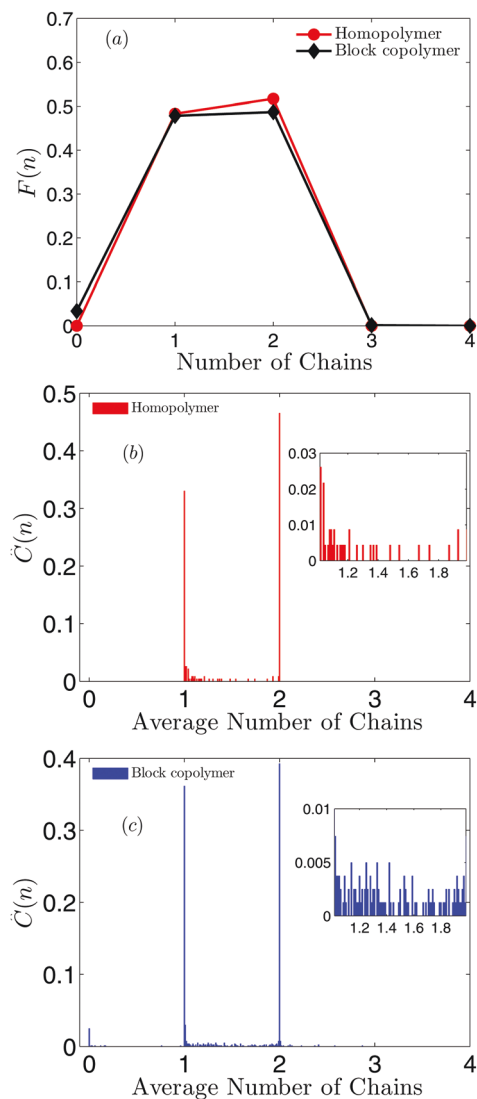 0.7
(a)
Homopolymer
Block copolymer
0.6
0.5
0.4
F(n)
0.3
0.2
0.1
0
0 1 2 3 4
Number of Chains
0.5
Homopolymer
(b)
0.4
0.03
0.02
0.01
0
1.2 1.4 1.6 1.8
0.3
C̈(n)
0.2
0.1
0
0 1 2 3 4
Average Number of Chains
0.4
Block copolymer
(c)
0.3
0.01
0.005
0
1.2 1.4 1.6 1.8
C̈(n)
0.2
0.1
0
0 1 2 3 4
Average Number of Chains